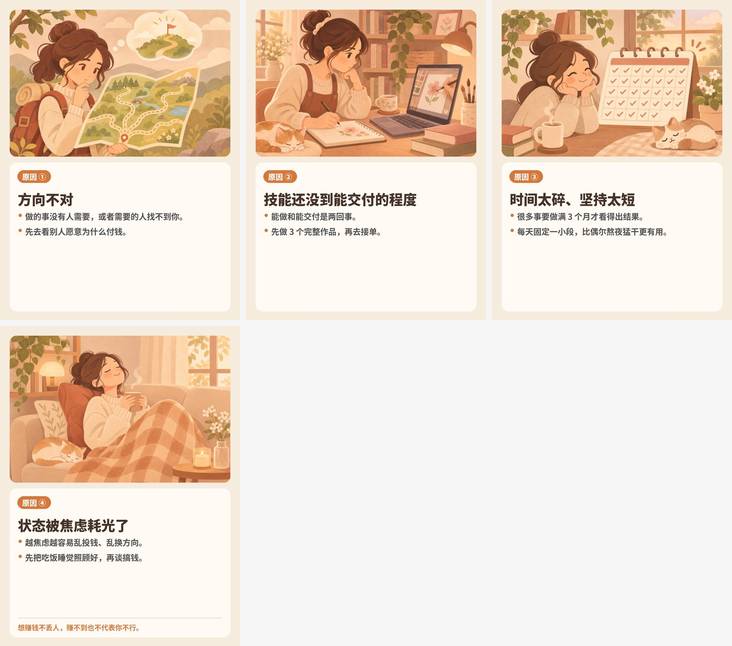 原因 ①
方向不对
• 做的事没有人需要，或者需要的人找不到你。
• 先去看别人愿意为什么付钱。
原因 ②
技能还没到能交付的程度
• 能做和能交付是两回事。
• 先做 3 个完整作品，再去接单。
原因 ③
时间太碎、坚持太短
• 很多事要做满 3 个月才看得出结果。
• 每天固定一小段，比偶尔熬夜猛干更有用。
原因 ④
状态被焦虑耗光了
• 越焦虑越容易乱投钱、乱换方向。
• 先把吃饭睡觉照顾好，再谈搞钱。
想赚钱不丢人，赚不到也不代表你不行。